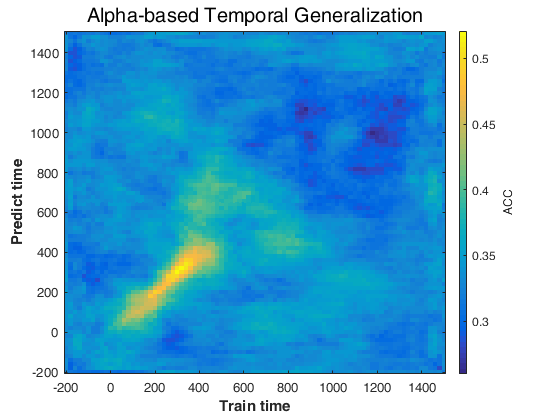 Alpha-based Temporal Generalization
1400
1200
1000
800
600
400
200
0
-200
Predict time
-200 0 200 400 600 800 1000 1200 1400
Train time
0.5
0.45
0.4
0.35
0.3
ACC